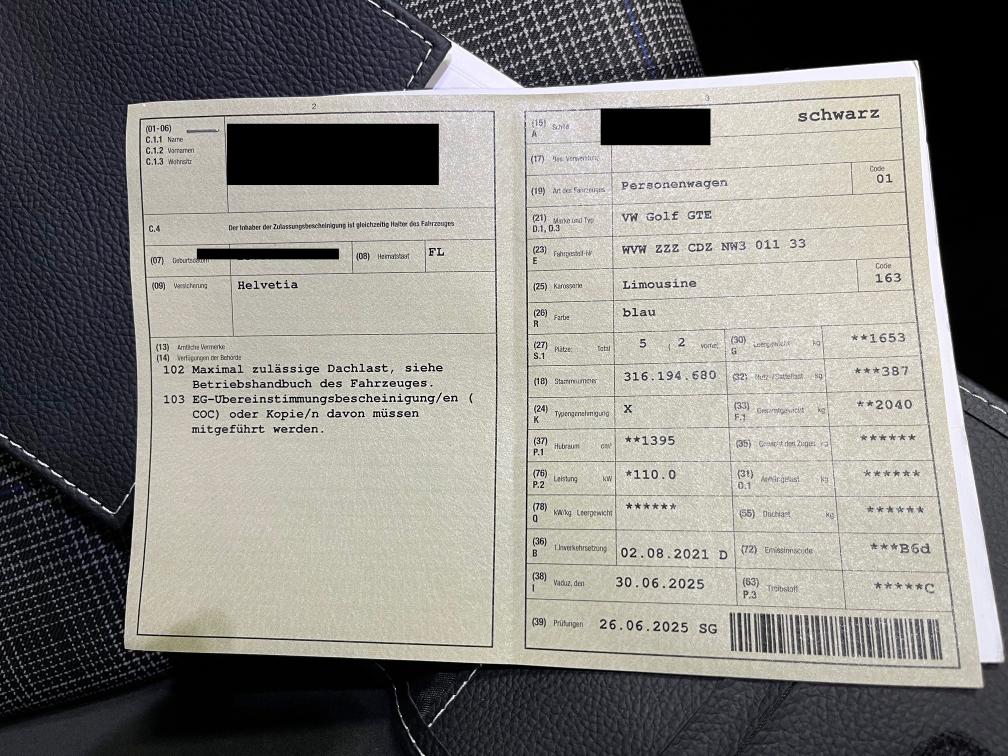 2
(01-06)
C.1.1 Name
C.1.2 Vornamen
C.1.3 Wohnsitz
C.4 Der Inhaber der Zulassungsbescheinigung ist gleichzeitig Halter des Fahrzeuges
(07) Geburtsdatum (08) Heimatstaat FL
(09) Versicherung Helvetia
(13) Amtliche Vermerke
(14) Verfügungen der Behörde
102 Maximal zulässige Dachlast, siehe
Betriebshandbuch des Fahrzeuges.
103 EG-Übereinstimmungsbescheinigung/en (
COC) oder Kopie/n davon müssen
mitgeführt werden.
3
(15) Schild schwarz
A
(17) Bes. Verwendung
(19) Art des Fahrzeuges Personenwagen Code 01
(21) Marke und Typ VW Golf GTE
D.1, D.3
(23) Fahrgestell-Nr WVW ZZZ CDZ NW3 011 33
E
(25) Karosserie Limousine Code 163
(26) Farbe blau
R
(27) Plätze: Total 5 2 vorne: (30) Leergewicht kg **1653
S.1 G
(18) Stammnummer 316.194.680 (32) Nutz-/Sattellast kg ***387
(24) Typengenehmigung X (33) Gesamtgewicht kg **2040
K F.1
(37) Hubraum cm³ **1395 (35) Gewicht des Zuges kg ******
P.1
(76) Leistung kW *110.0 (31) Anhängelast kg ******
P.2 O.1
(78) kW/kg Leergewicht ****** (55) Dachlast kg ******
Q
(36) 1.Inverkehrsetzung 02.08.2021 D (72) Emissionscode ***B6d
B
(38) Vaduz, den 30.06.2025 (63) Treibstoff *****C
I P.3
(39) Prüfungen 26.06.2025 SG